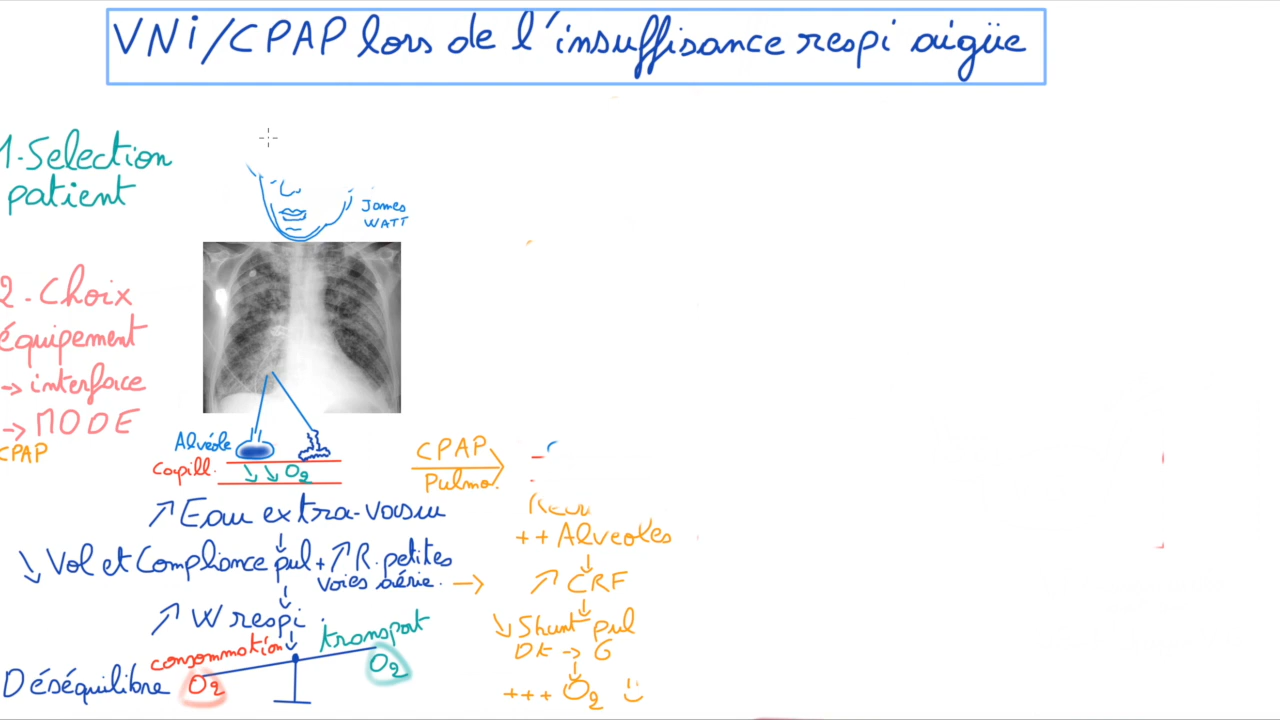 VNi/CPAP lors de l'insuffisance respi aigüe
1. Selection
patient
James
WATT
2. Choix
équipement
→ interface
→ MODE
CPAP
Alvéole
Capill.
↘ ↘ O2
↗ Eau extra-vascu
↓
↘ Vol et Compliance pul + ↗ R. petites
voies aérie. →
↓
↗ W respi
↓
consommation
transport
Déséquilibre
O2
O2
CPAP
Pulmo.
++ Alveoles
↓
↗ CRF
↓
↘ Shunt pul
Dt → G
↓
+++ O2